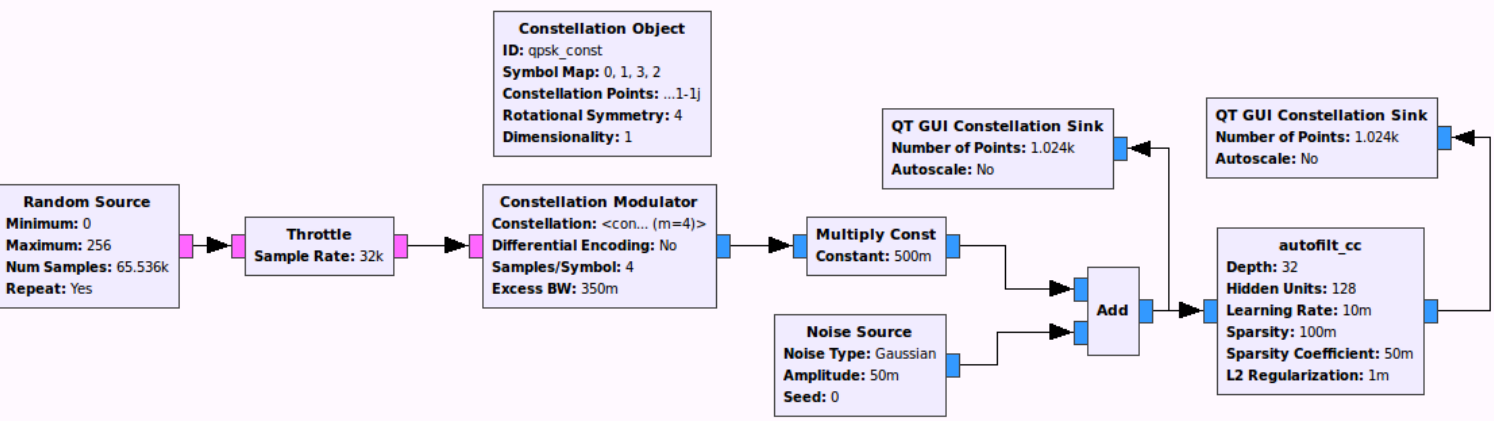 Constellation Object
ID: qpsk_const
Symbol Map: 0, 1, 3, 2
Constellation Points: ...1-1j
Rotational Symmetry: 4
Dimensionality: 1
QT GUI Constellation Sink
Number of Points: 1.024k
Autoscale: No
QT GUI Constellation Sink
Number of Points: 1.024k
Autoscale: No
Random Source
Minimum: 0
Maximum: 256
Num Samples: 65.536k
Repeat: Yes
Throttle
Sample Rate: 32k
Constellation Modulator
Constellation: <con... (m=4)>
Differential Encoding: No
Samples/Symbol: 4
Excess BW: 350m
Multiply Const
Constant: 500m
Noise Source
Noise Type: Gaussian
Amplitude: 50m
Seed: 0
Add
autofilt_cc
Depth: 32
Hidden Units: 128
Learning Rate: 10m
Sparsity: 100m
Sparsity Coefficient: 50m
L2 Regularization: 1m